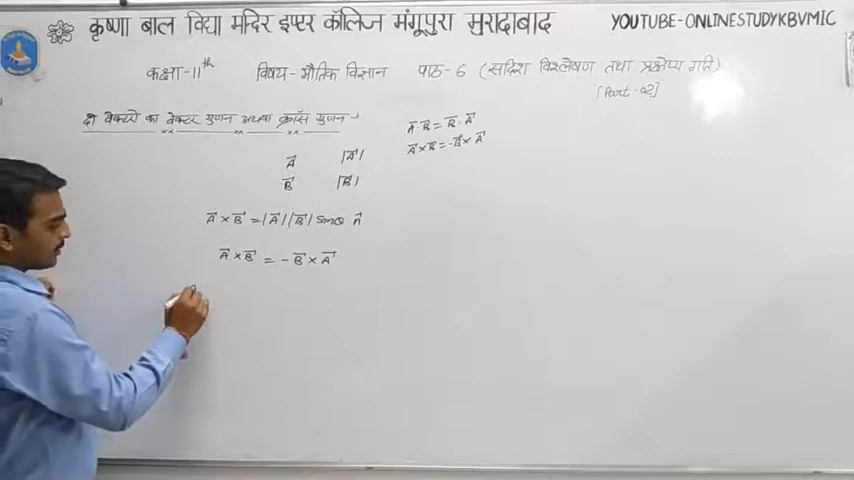 कृष्णा बाल विद्या मन्दिर इण्टर कॉलिज मंगूपुरा मुरादाबाद
YOUTUBE-ONLINESTUDYKBVMIC
कक्षा-11th विषय-भौतिक विज्ञान पाठ-6 (सदिश विश्लेषण तथा प्रक्षेप्य गति)
[Part-02]
दो वेक्टरो का वेक्टर गुणन अथवा क्रॉस गुणन-
A⃗·B⃗ = B⃗·A⃗
A⃗×B⃗ = -B⃗×A⃗
A⃗ |A⃗|
B⃗ |B⃗|
A⃗×B⃗ = |A⃗||B⃗| sinθ n⃗
A⃗×B⃗ = -B⃗×A⃗